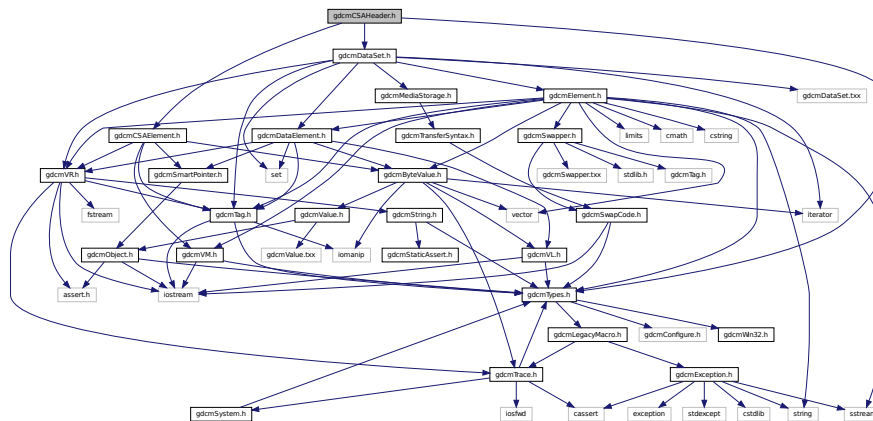 gdcmCSAHeader.h
gdcmDataSet.h
gdcmMediaStorage.h
gdcmElement.h
gdcmDataSet.txx
gdcmCSAElement.h
gdcmDataElement.h
gdcmTransferSyntax.h
gdcmSwapper.h
limits
cmath
cstring
gdcmVR.h
gdcmSmartPointer.h
set
gdcmByteValue.h
gdcmSwapper.txx
stdlib.h
gdcmTag.h
fstream
gdcmTag.h
gdcmValue.h
gdcmString.h
vector
gdcmSwapCode.h
iterator
gdcmObject.h
gdcmVM.h
gdcmValue.txx
iomanip
gdcmStaticAssert.h
gdcmVL.h
assert.h
iostream
gdcmTypes.h
gdcmLegacyMacro.h
gdcmConfigure.h
gdcmWin32.h
gdcmTrace.h
gdcmException.h
gdcmSystem.h
iosfwd
cassert
exception
stdexcept
cstdlib
string
sstream